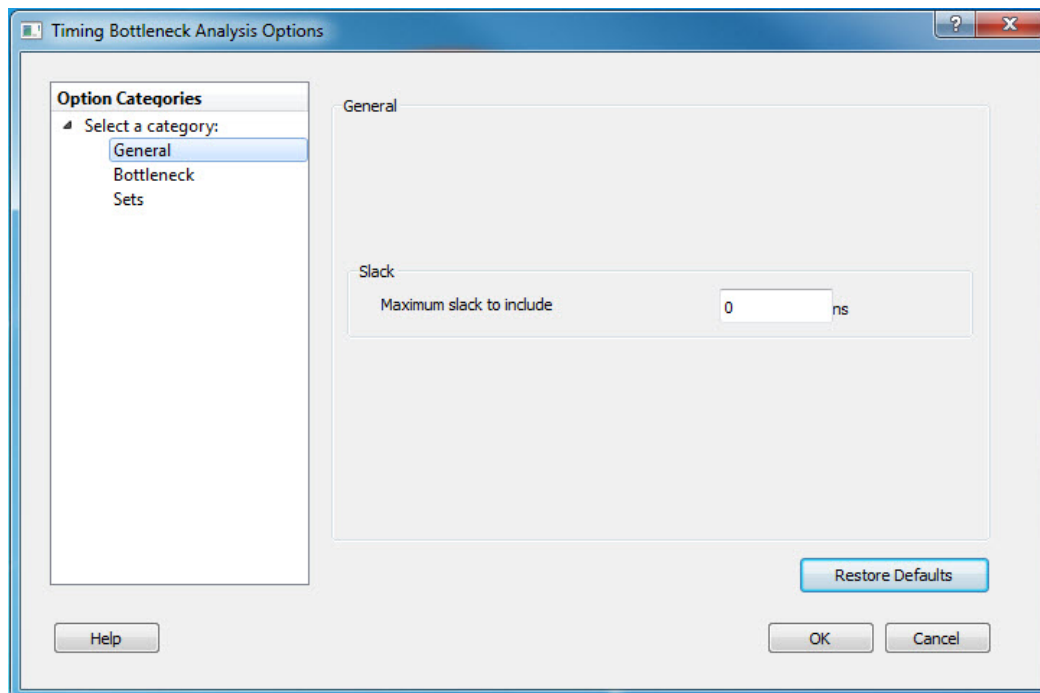 Timing Bottleneck Analysis Options
?
Option Categories
Select a category:
General
Bottleneck
Sets
General
Slack
Maximum slack to include
0
ns
Restore Defaults
Help
OK
Cancel